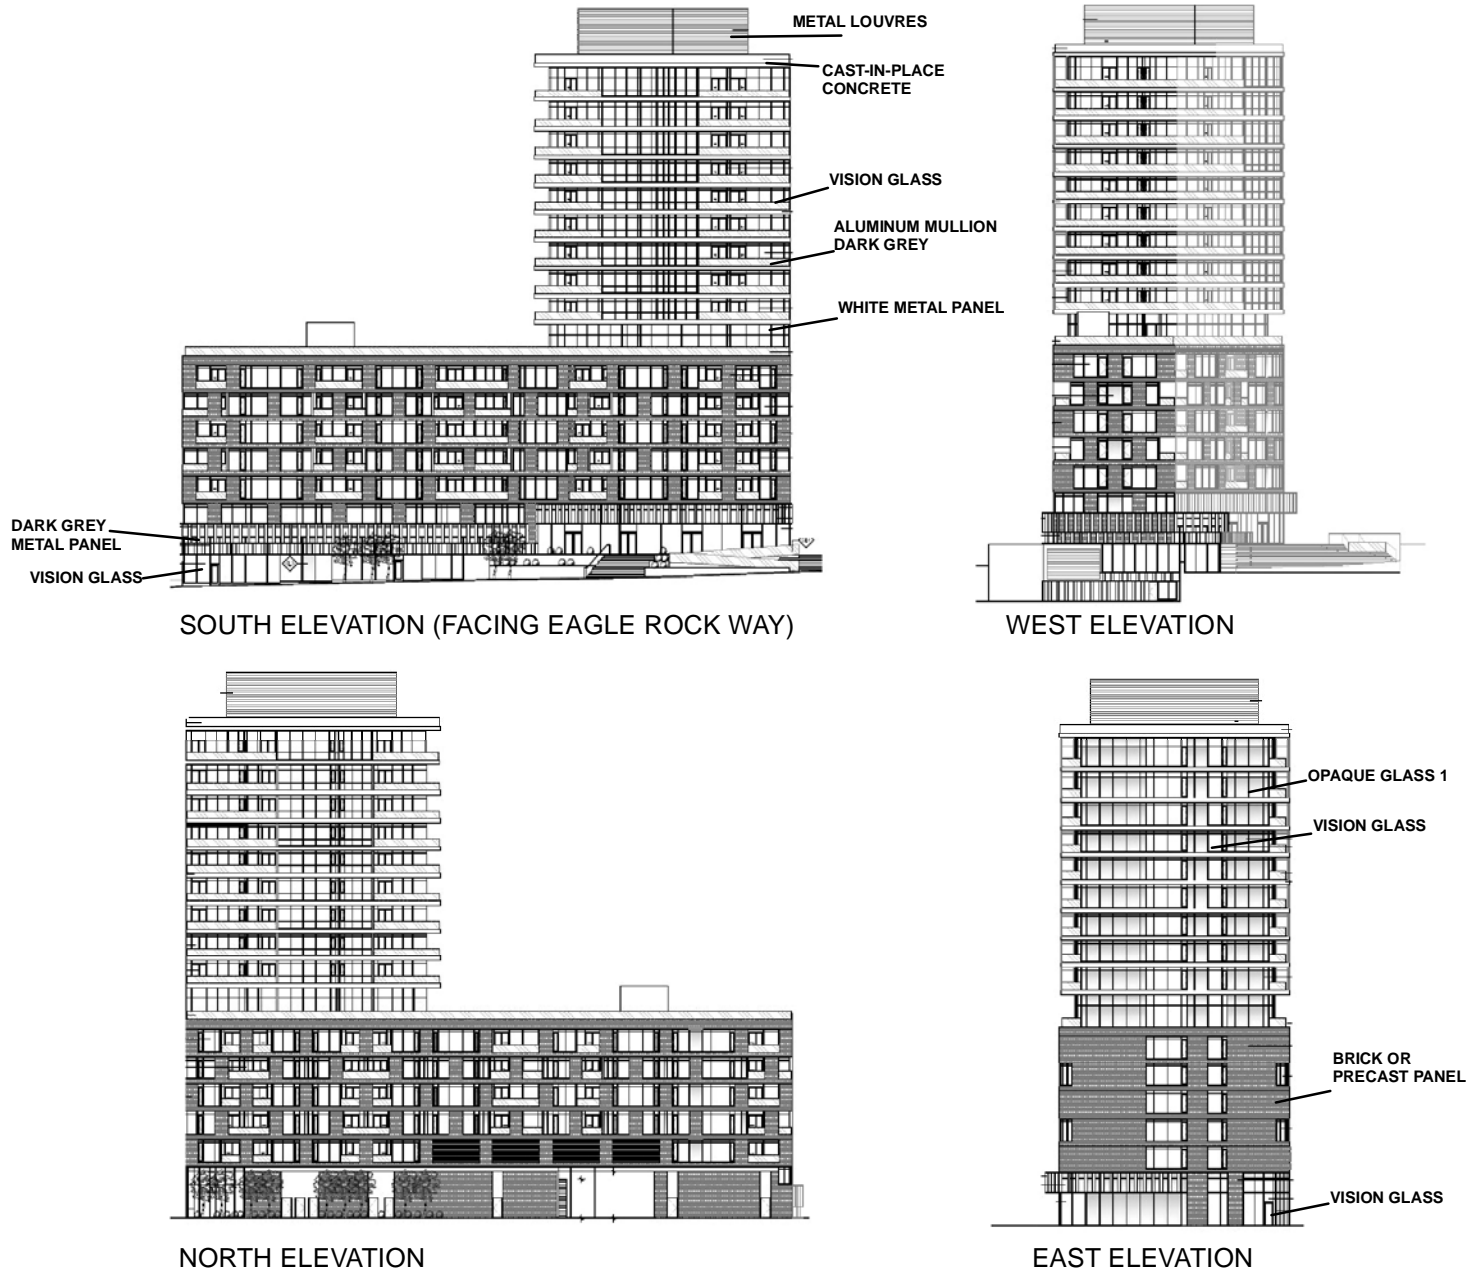 METAL LOUVRES
CAST-IN-PLACE
CONCRETE
VISION GLASS
ALUMINUM MULLION
DARK GREY
WHITE METAL PANEL
DARK GREY
METAL PANEL
VISION GLASS
SOUTH ELEVATION (FACING EAGLE ROCK WAY)
WEST ELEVATION
OPAQUE GLASS 1
VISION GLASS
BRICK OR
PRECAST PANEL
VISION GLASS
NORTH ELEVATION
EAST ELEVATION